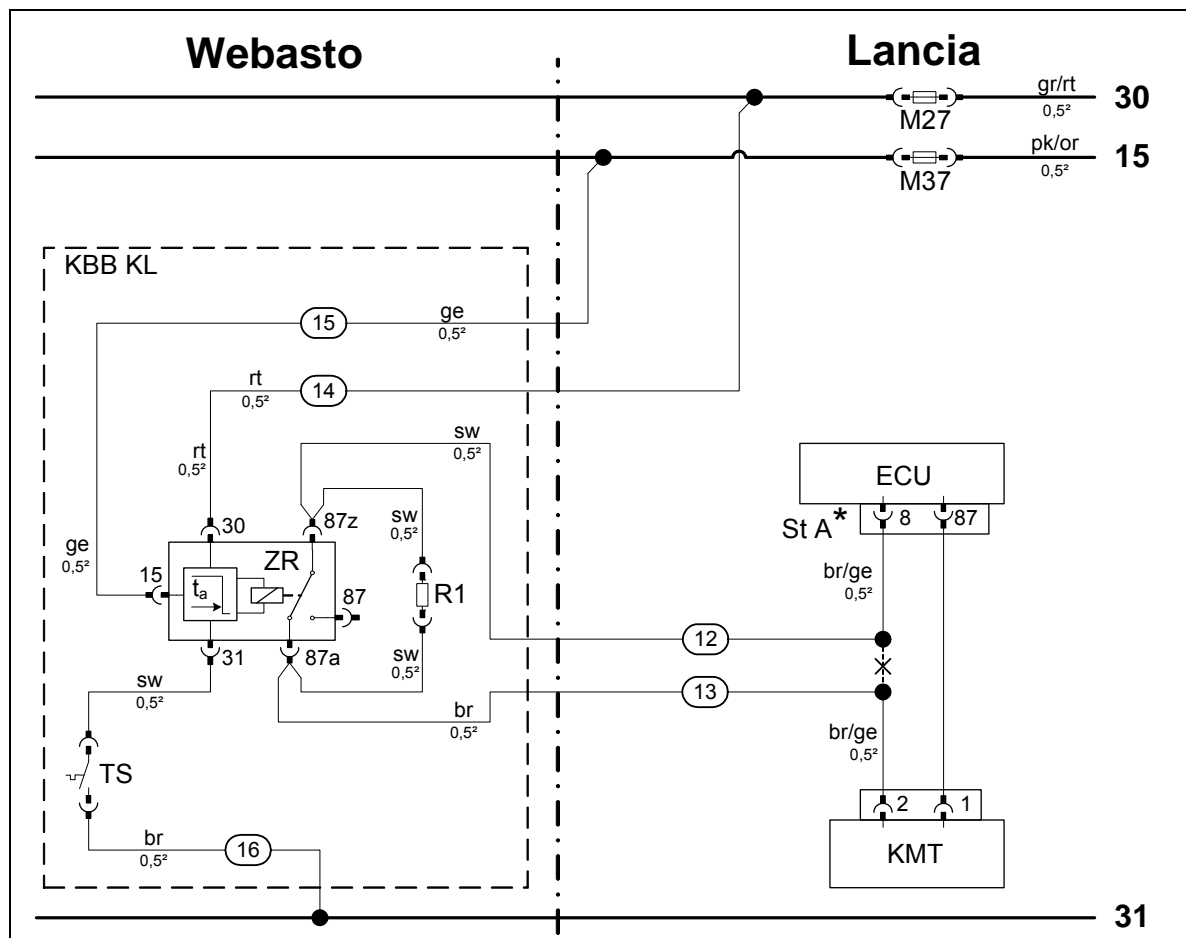 Webasto
Lancia
gr/rt
0,5²
30
M27
pk/or
0,5²
15
M37
KBB KL
15
ge
0,5²
rt
0,5²
14
sw
0,5²
rt
0,5²
ECU
30
87z
sw
0,5²
St A*
8
87
ge
0,5²
ZR
15
ta
87
R1
br/ge
0,5²
12
31
87a
sw
0,5²
sw
0,5²
13
br
0,5²
br/ge
0,5²
TS
2
1
br
0,5²
16
KMT
31